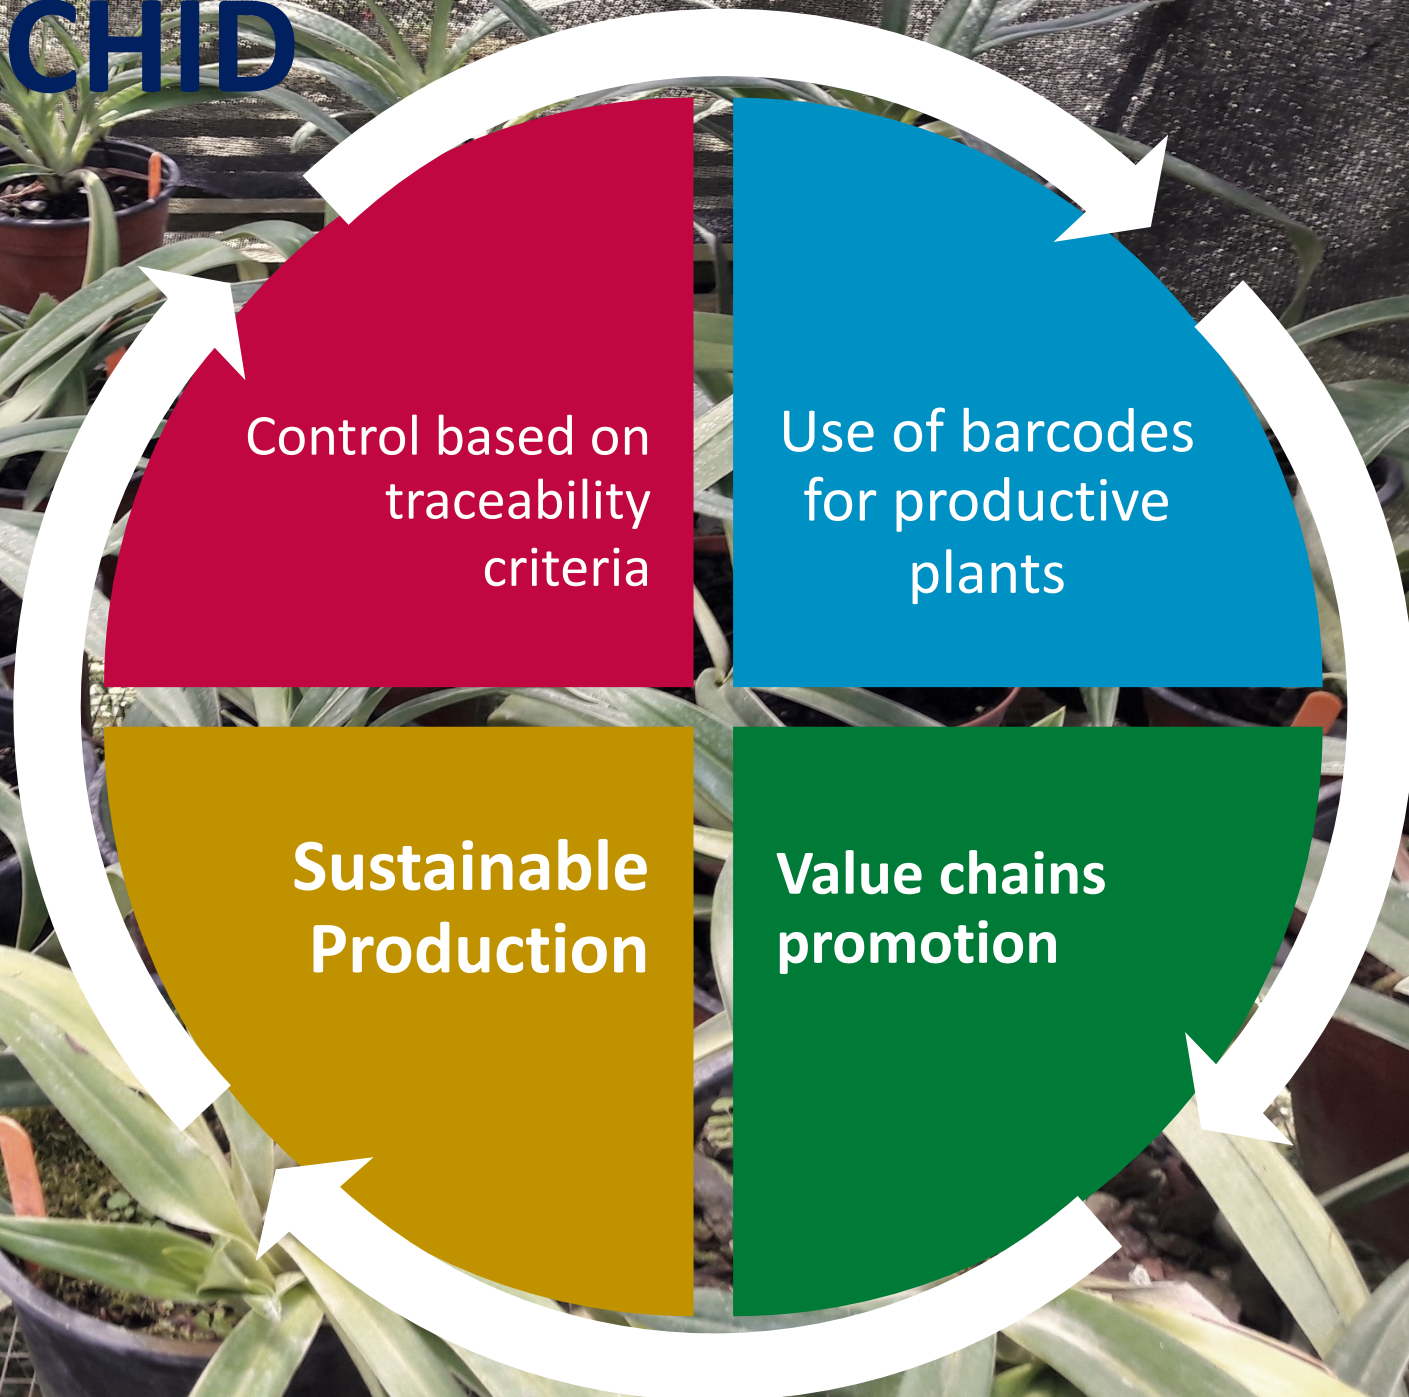 CHID
Control based on
traceability
criteria
Use of barcodes
for productive
plants
Sustainable
Production
Value chains
promotion